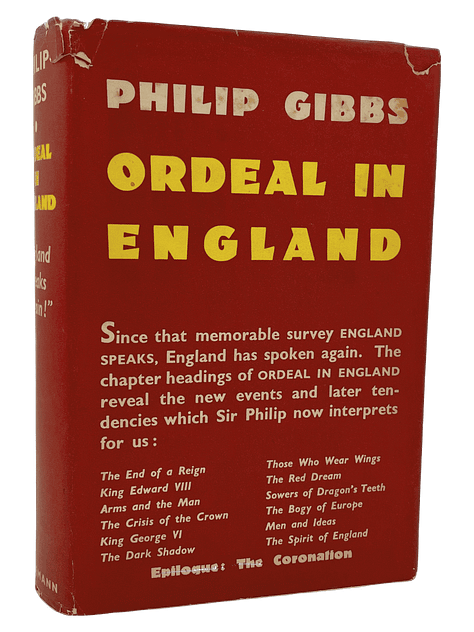 PHILIP GIBBS
ORDEAL IN
ENGLAND
Since that memorable survey ENGLAND
SPEAKS, England has spoken again. The
chapter headings of ORDEAL IN ENGLAND
reveal the new events and later ten-
dencies which Sir Philip now interprets
for us:
The End of a Reign
King Edward VIII
Arms and the Man
The Crisis of the Crown
King George VI
The Dark Shadow
Those Who Wear Wings
The Red Dream
Sowers of Dragon's Teeth
The Bogy of Europe
Men and Ideas
The Spirit of England
Epilogue: The Coronation
IN
MANN